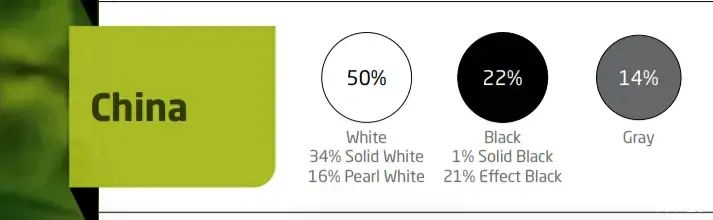 China
50%
22%
14%
White
Black
Gray
34% Solid White
1% Solid Black
16% Pearl White
21% Effect Black